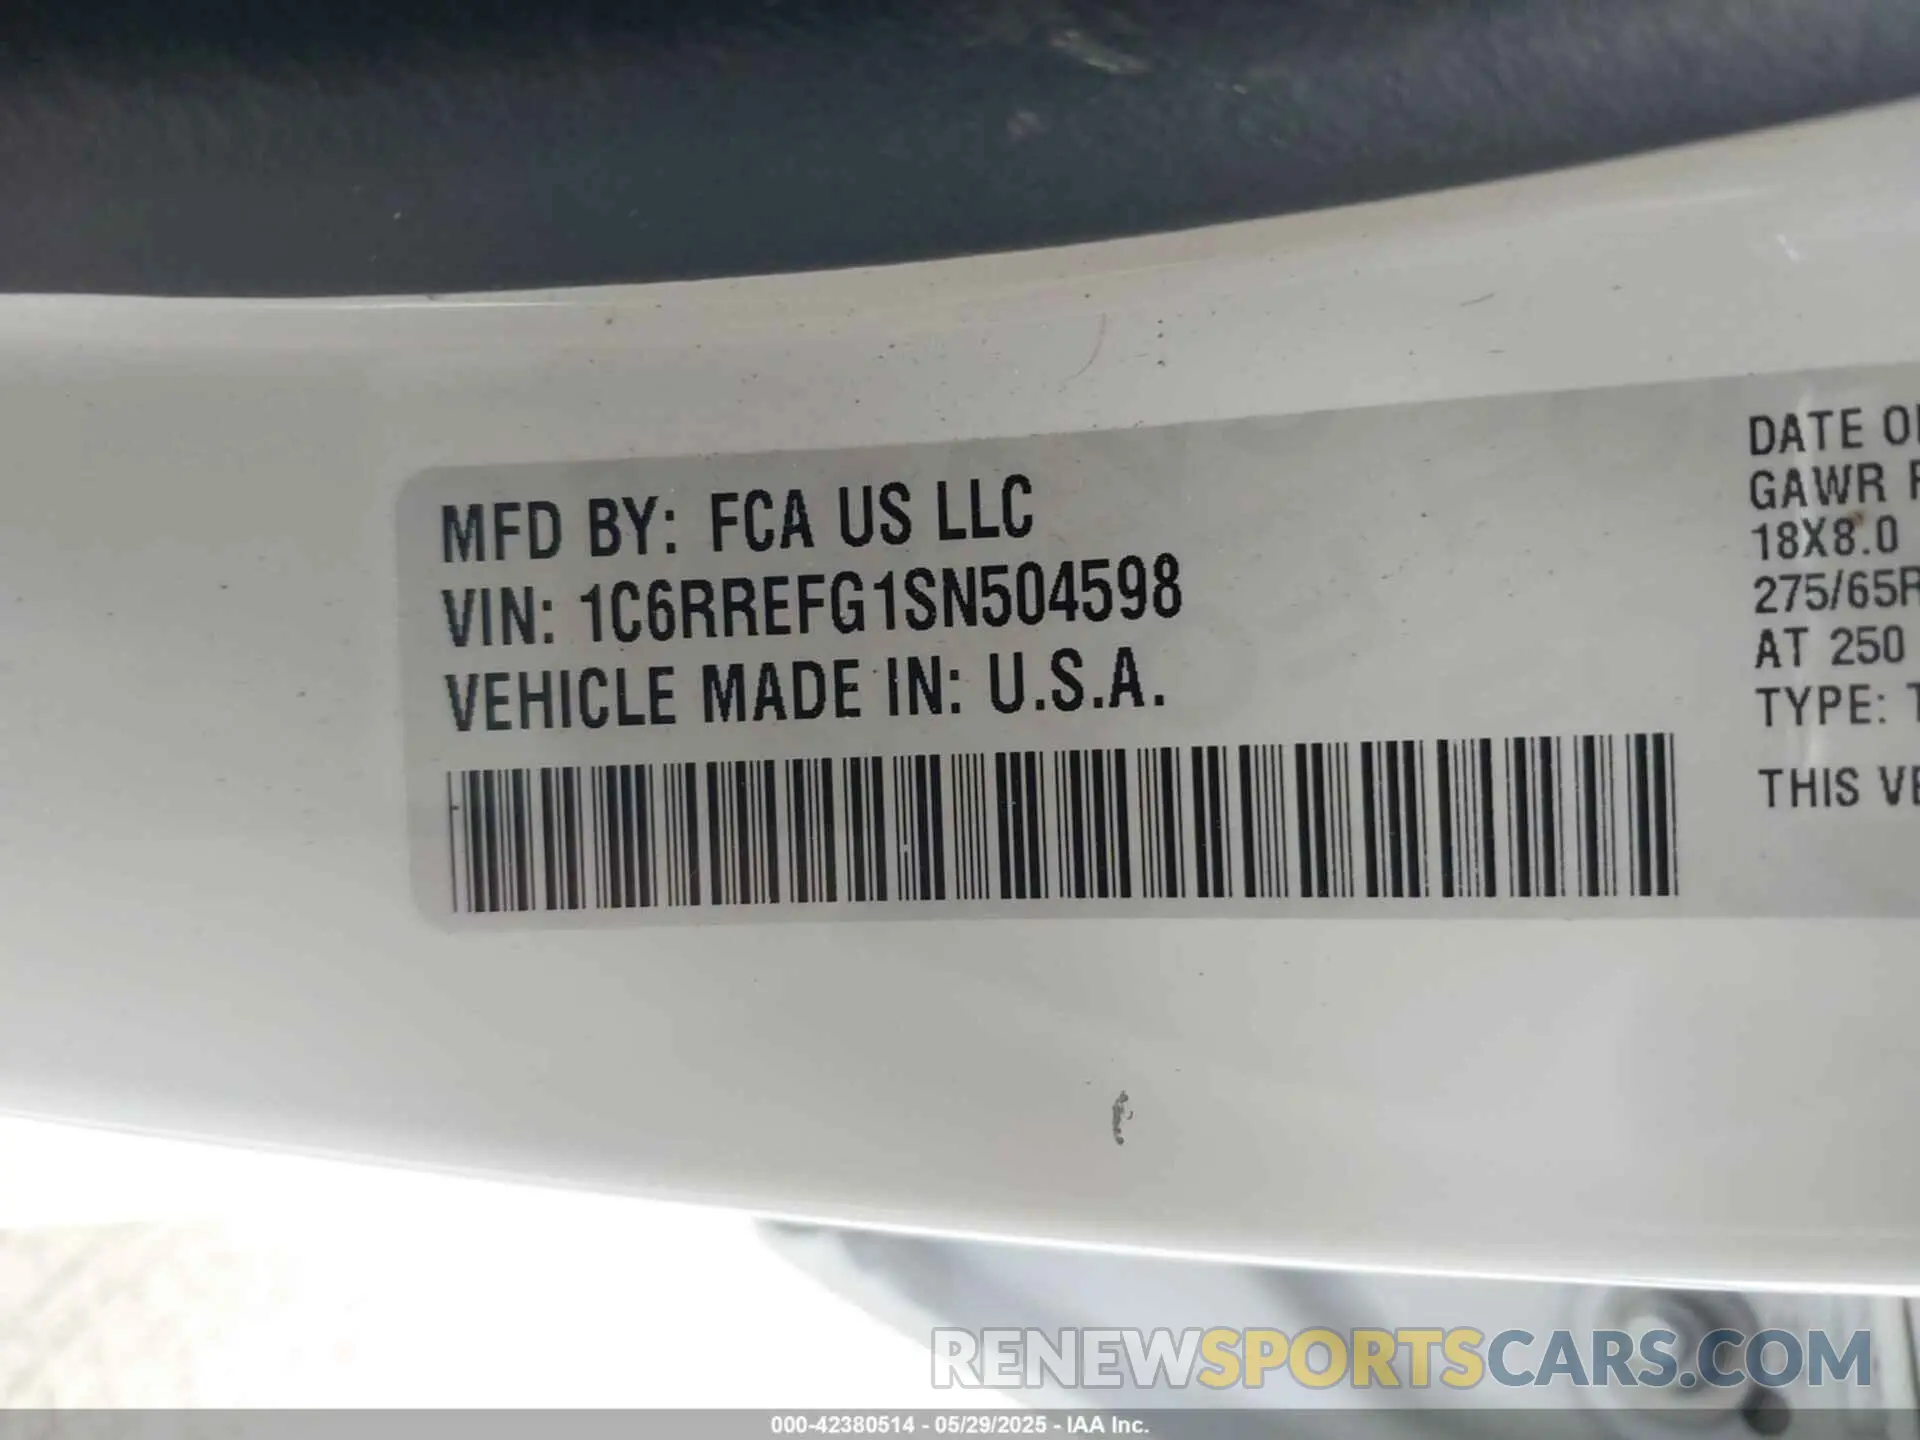 MFD BY: FCA US LLC
VIN: 1C6RREFG1SN504598
VEHICLE MADE IN: U.S.A.
DATE
GAWR
18X8.0
275/65R
AT 250
TYPE:
THIS
RENEWSPORTSCARS.COM
000-42380514 - 05/29/2025 - IAA Inc.